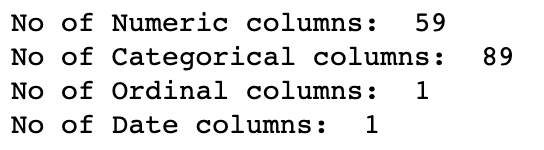 No of Numeric columns:  59
No of Categorical columns:  89
No of Ordinal columns:  1
No of Date columns:  1